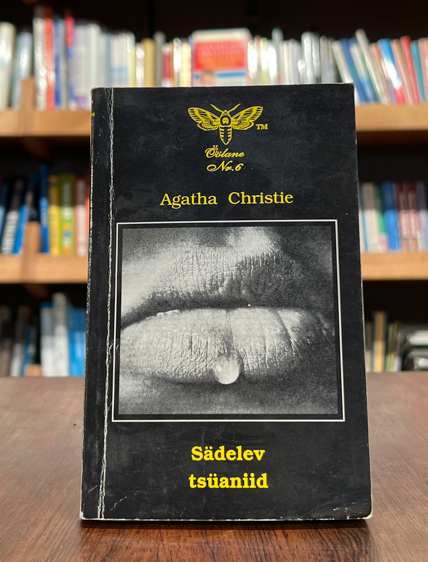 TM
Öölane
Nr.6
Agatha Christie
Sädelev
tsüaniid